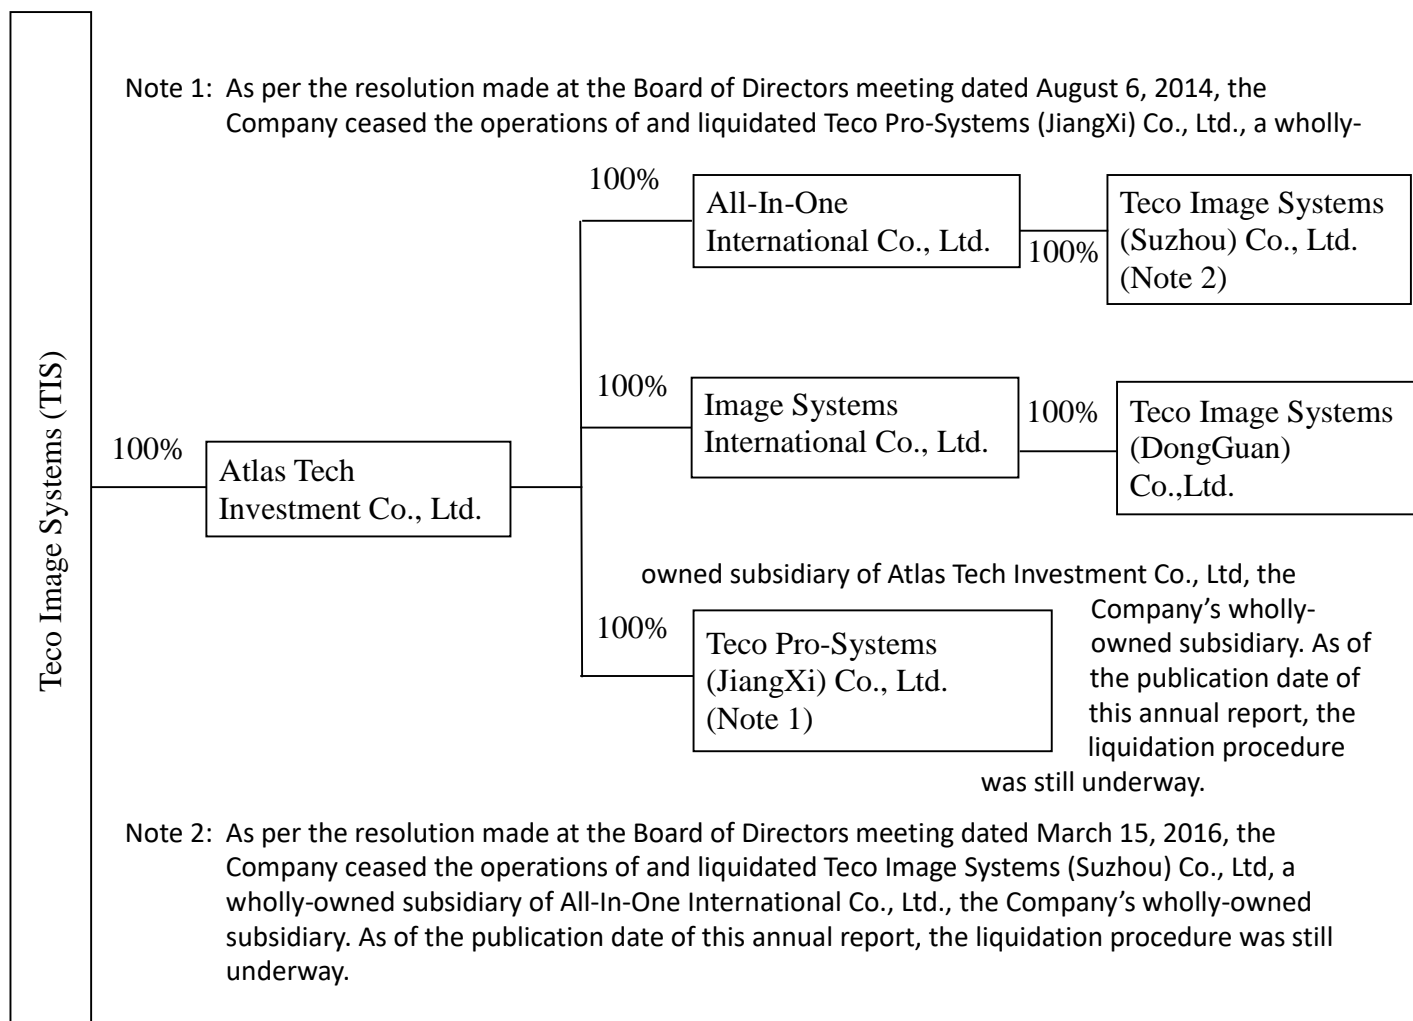 Teco Image Systems (TIS)
Note 1: As per the resolution made at the Board of Directors meeting dated August 6, 2014, the
Company ceased the operations of and liquidated Teco Pro-Systems (JiangXi) Co., Ltd., a wholly-
100%
All-In-One
International Co., Ltd.
100%
Teco Image Systems
(Suzhou) Co., Ltd.
(Note 2)
100%
Image Systems
International Co., Ltd.
100%
Teco Image Systems
(DongGuan)
Co.,Ltd.
100%
Atlas Tech
Investment Co., Ltd.
owned subsidiary of Atlas Tech Investment Co., Ltd, the
Company’s wholly-
owned subsidiary. As of
the publication date of
this annual report, the
liquidation procedure
was still underway.
100%
Teco Pro-Systems
(JiangXi) Co., Ltd.
(Note 1)
Note 2: As per the resolution made at the Board of Directors meeting dated March 15, 2016, the
Company ceased the operations of and liquidated Teco Image Systems (Suzhou) Co., Ltd, a
wholly-owned subsidiary of All-In-One International Co., Ltd., the Company’s wholly-owned
subsidiary. As of the publication date of this annual report, the liquidation procedure was still
underway.